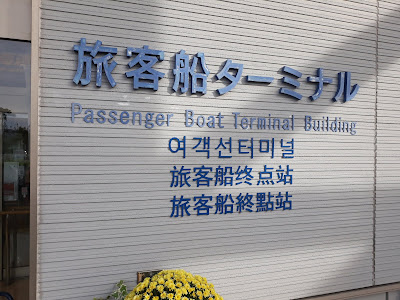 旅客船ターミナル
Passenger Boat Terminal Building
여객선터미널
旅客船终点站
旅客船終點站